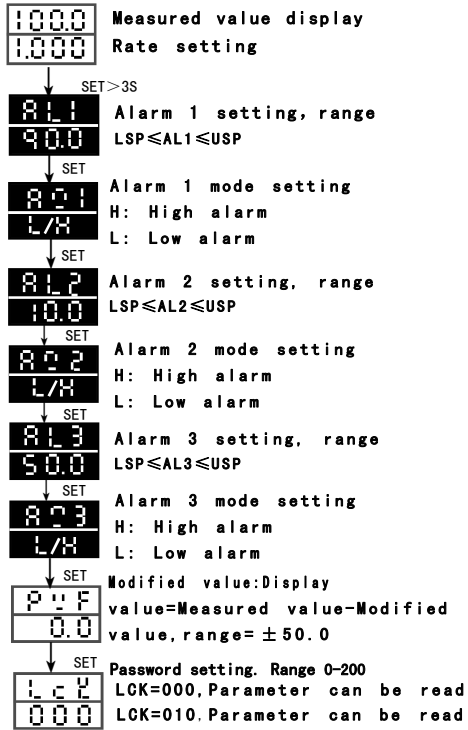 100.0 Measured value display
1.000 Rate setting
SET>3S
AL1 Alarm 1 setting, range
90.0 LSP≤AL1≤USP
SET
Alarm 1 mode setting
AΩ1 H: High alarm
L/H L: Low alarm
SET
AL2 Alarm 2 setting, range
10.0 LSP≤AL2≤USP
SET
AΩ2 Alarm 2 mode setting
L/H H: High alarm
L: Low alarm
SET
AL3 Alarm 3 setting, range
50.0 LSP≤AL3≤USP
SET
AΩ3 Alarm 3 mode setting
H: High alarm
L/H L: Low alarm
SET
Modified value:Display
PVF value=Measured value-Modified
0.0 value,range=±50.0
SET
Password setting. Range 0-200
LcK LCK=000,Parameter can be read
000 LCK=010,Parameter can be read